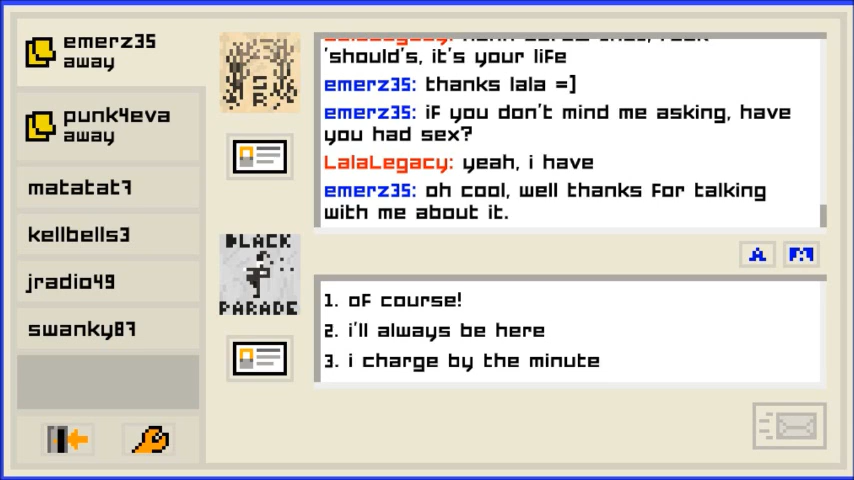 emerz35
away
punk4eva
away
matatat7
kellbells3
jradio49
swanky87
'should's, it's your life
emerz35: thanks lala =]
emerz35: if you don't mind me asking, have
you had sex?
LalaLegacy: yeah, i have
emerz35: oh cool, well thanks for talking
with me about it.
A
BLACK
PARADE
1. of course!
2. i'll always be here
3. i charge by the minute